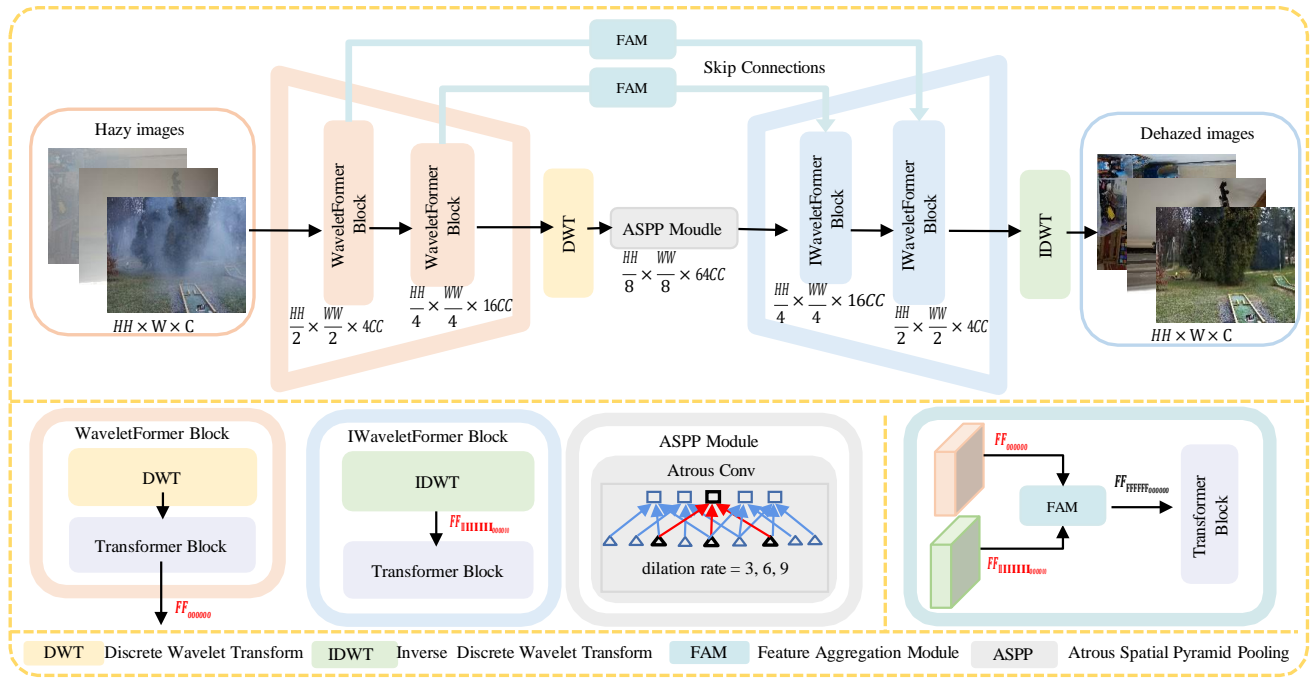 FAM
Skip Connections
FAM
Hazy images
WaveletFormer
Block
WaveletFormer
Block
DWT
ASPP Moudle
IWaveletFormer
Block
IWaveletFormer
Block
IDWT
Dehazed images
HH × W × C
HH/2 × WW/2 × 4CC
HH/4 × WW/4 × 16CC
HH/8 × WW/8 × 64CC
HH/4 × WW/4 × 16CC
HH/2 × WW/2 × 4CC
HH × W × C
WaveletFormer Block
DWT
Transformer Block
FF000000
IWaveletFormer Block
IDWT
Transformer Block
ASPP Module
Atrous Conv
dilation rate = 3, 6, 9
FF000000
FAM
FFFFFFFF000000
Transformer
Block
DWT Discrete Wavelet Transform IDWT Inverse Discrete Wavelet Transform FAM Feature Aggregation Module ASPP Atrous Spatial Pyramid Pooling